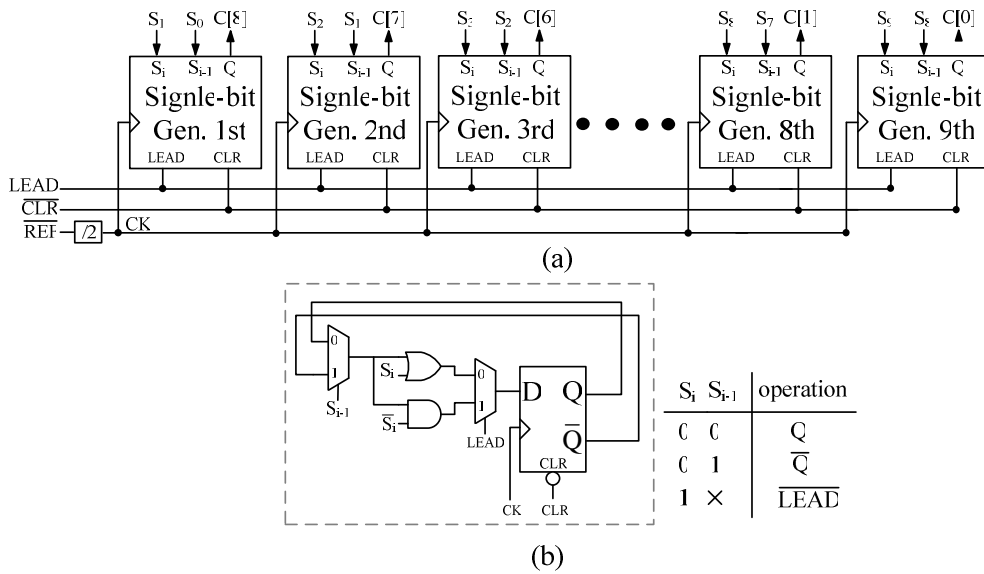 S1 S0 C[8] S2 S1 C[7] S3 S2 C[6] S8 S7 C[1] S9 S8 C[0]
Si Si-1 Q Si Si-1 Q Si Si-1 Q Si Si-1 Q Si Si-1 Q
Signle-bit Signle-bit Signle-bit Signle-bit Signle-bit
Gen. 1st Gen. 2nd Gen. 3rd Gen. 8th Gen. 9th
LEAD CLR LEAD CLR LEAD CLR LEAD CLR LEAD CLR
LEAD
CLR
REF /2 CK
(a)
0
1
Si-1
Si
Si
0
1
LEAD
D Q
Q
CLR
CK CLR
Si Si-1 operation
0 0 Q
0 1 Q
1 × LEAD
(b)